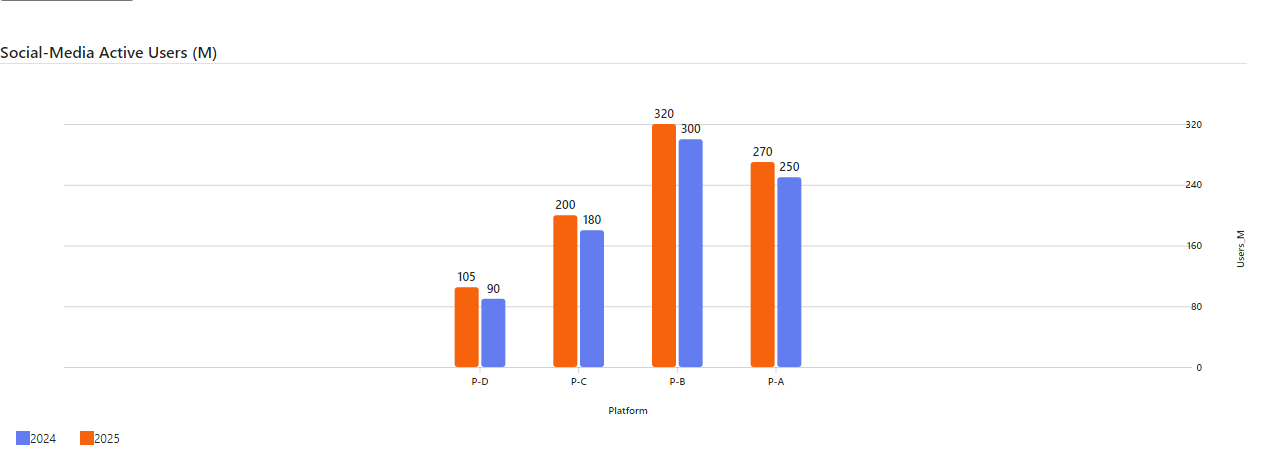 Social-Media Active Users (M)
320
300
270
250
200
180
105
90
320
240
160
80
0
Users_M
P-D
P-C
P-B
P-A
Platform
2024
2025